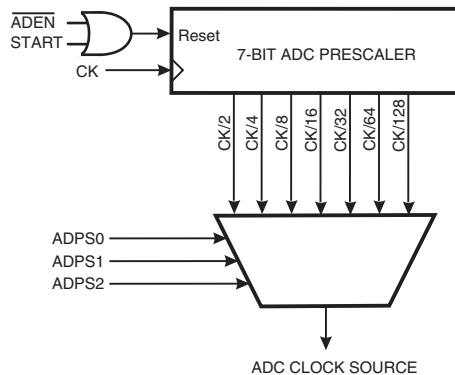 ADEN
START
Reset
7-BIT ADC PRESCALER
CK
CK/2
CK/4
CK/8
CK/16
CK/32
CK/64
CK/128
ADPS0
ADPS1
ADPS2
ADC CLOCK SOURCE